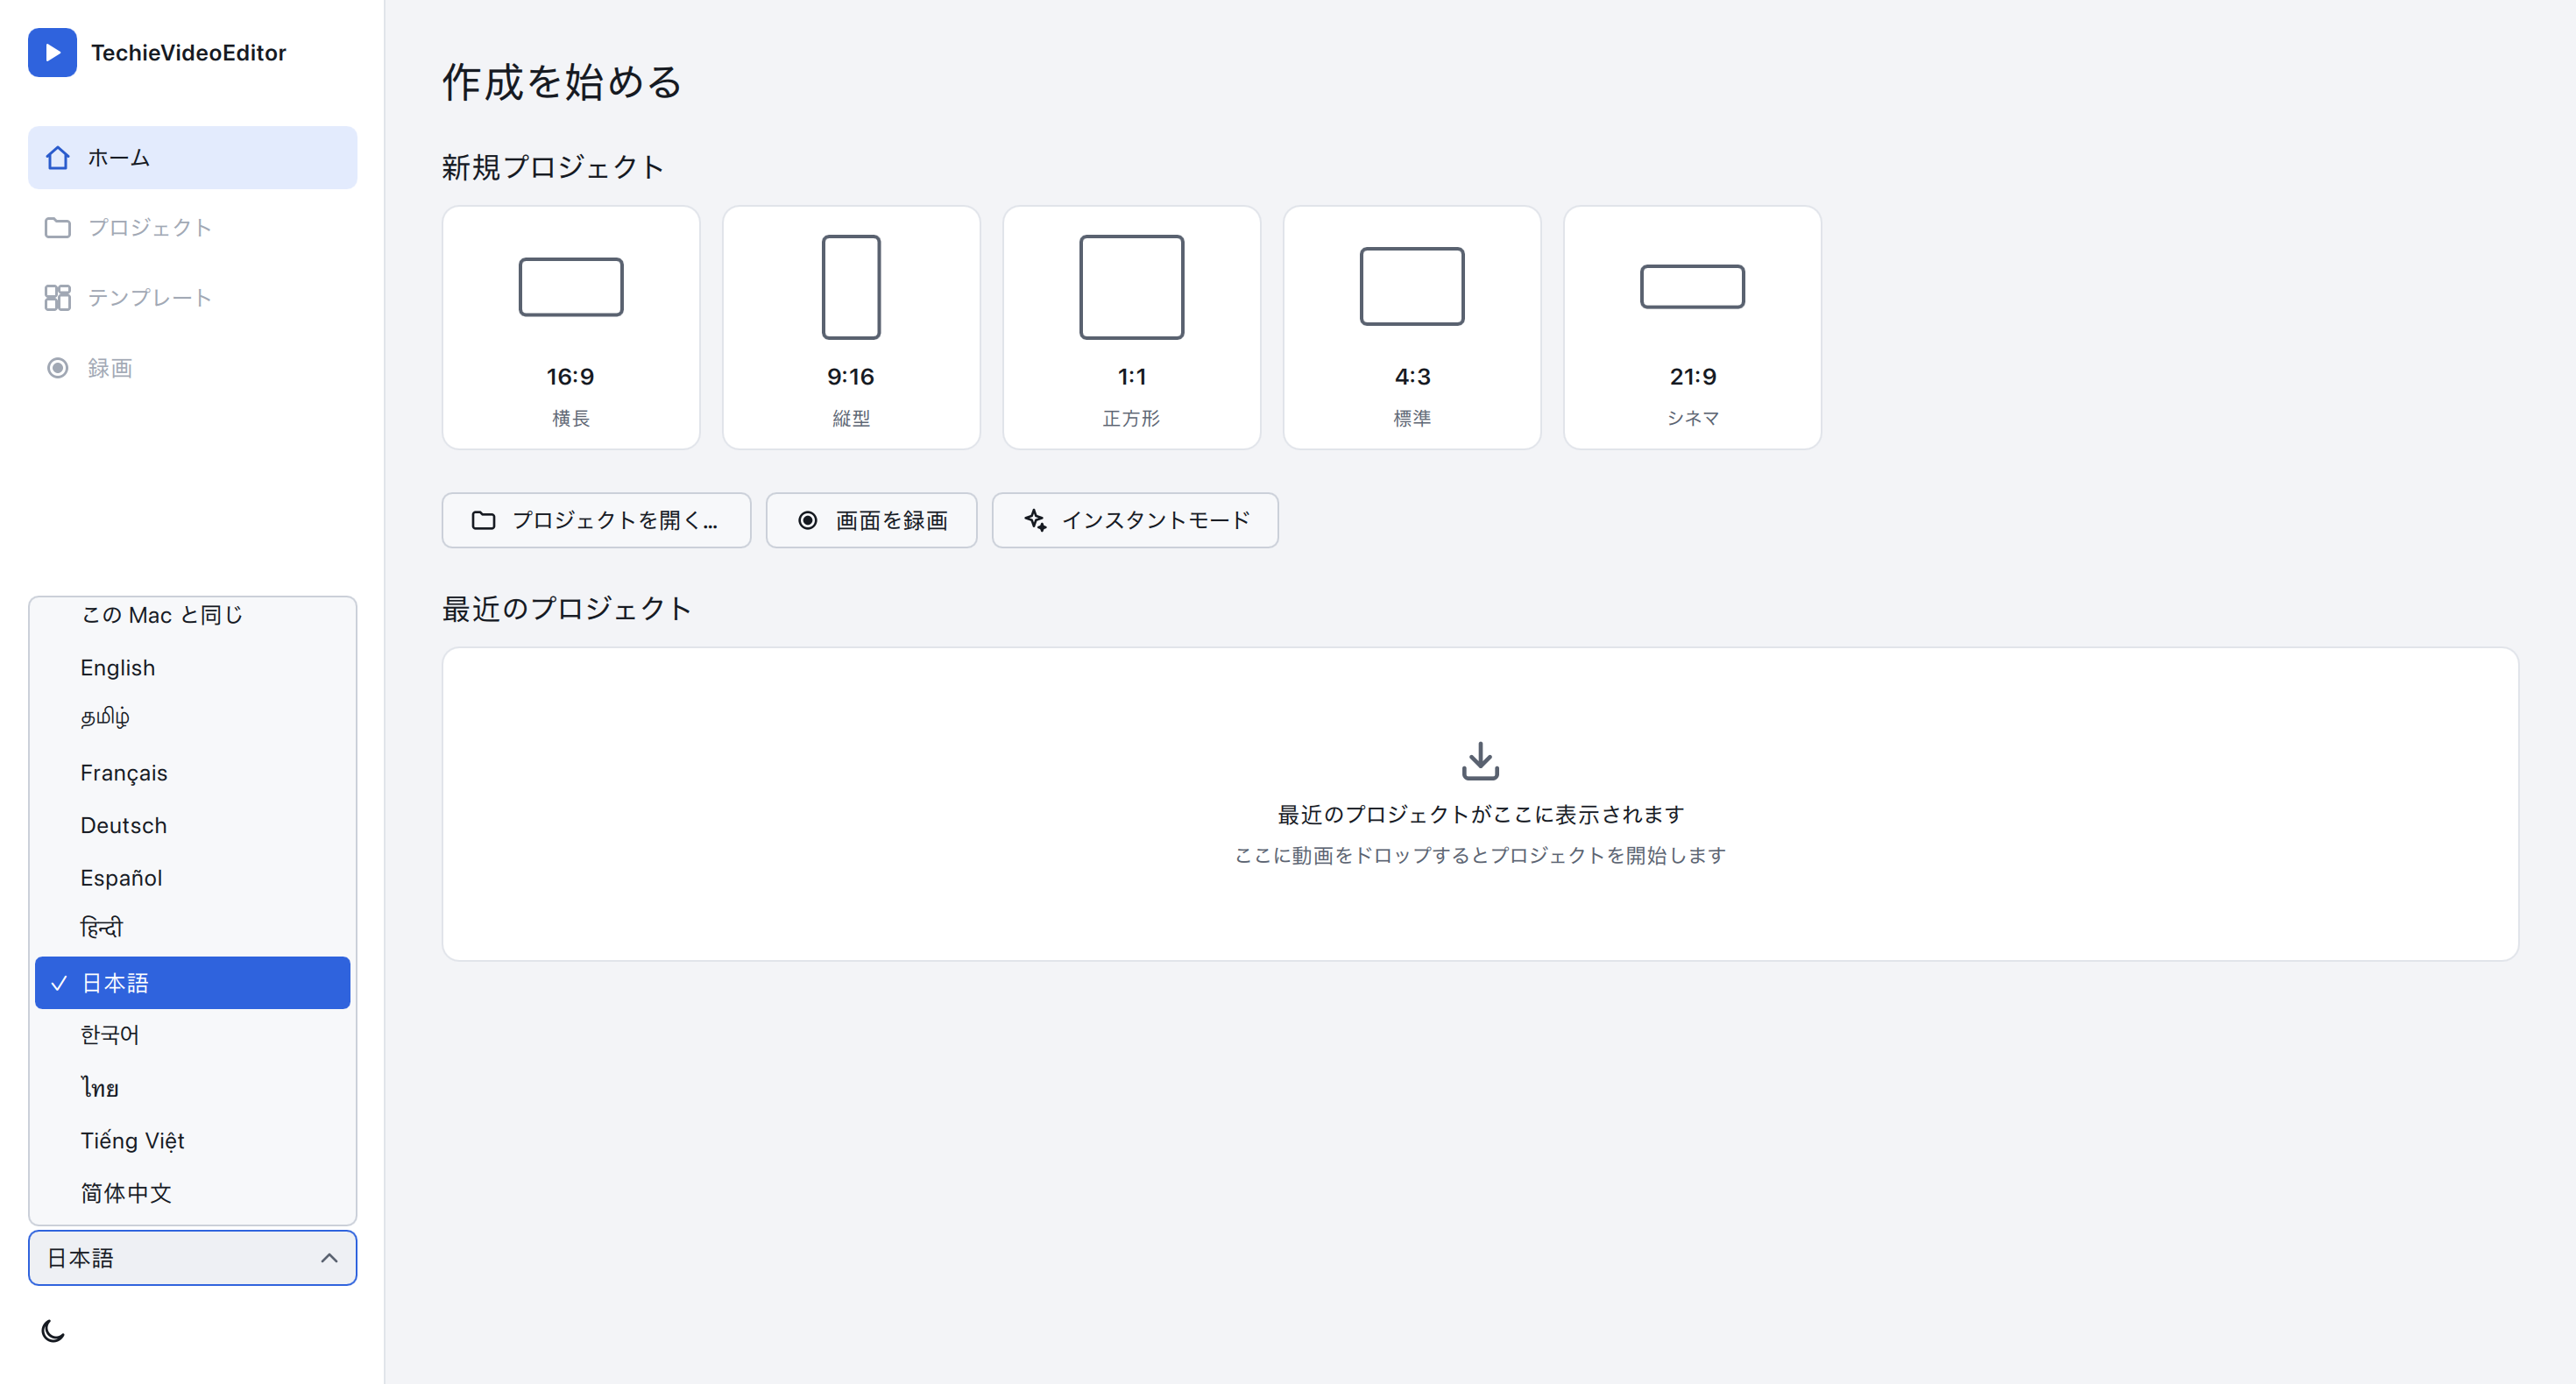 TechieVideoEditor
ホーム
プロジェクト
テンプレート
録画
この Mac と同じ
English
தமிழ்
Français
Deutsch
Español
हिन्दी
日本語
한국어
ไทย
Tiếng Việt
简体中文
日本語
作成を始める
新規プロジェクト
16:9
横長
9:16
縦型
1:1
正方形
4:3
標準
21:9
シネマ
プロジェクトを開く...
画面を録画
インスタントモード
最近のプロジェクト
最近のプロジェクトがここに表示されます
ここに動画をドロップするとプロジェクトを開始します